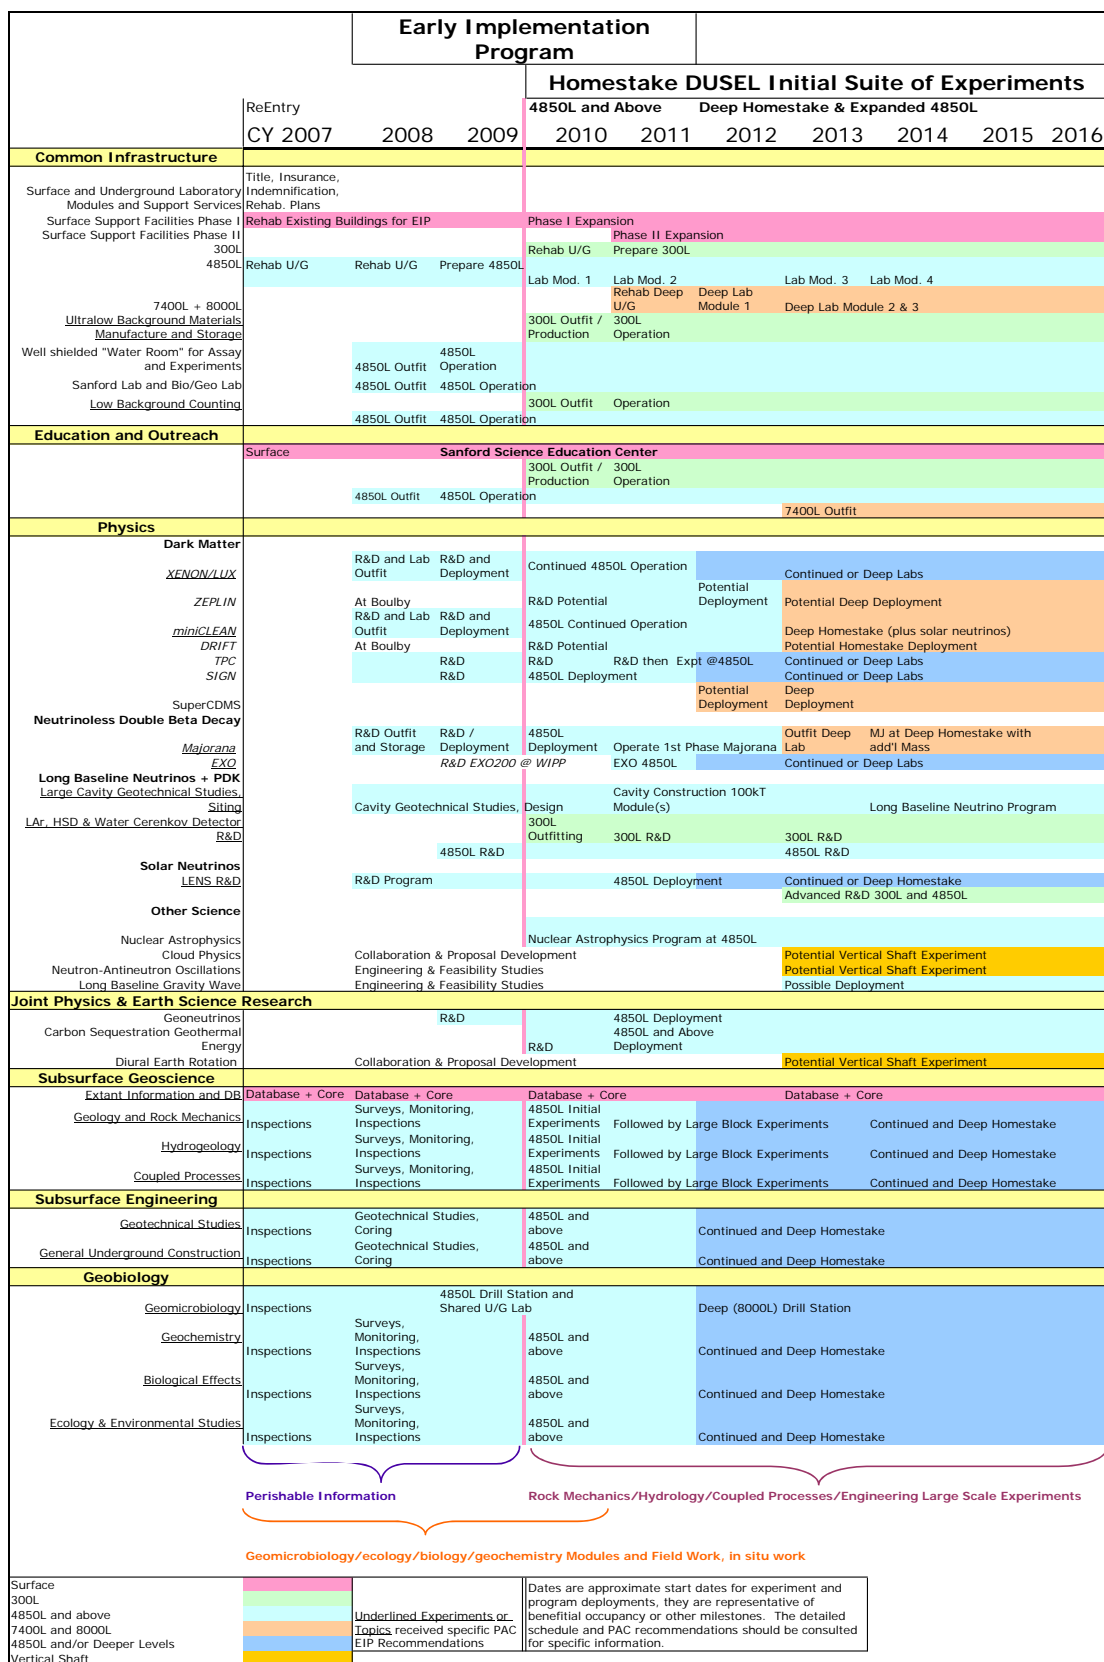 Early Implementation
Program
Homestake DUSEL Initial Suite of Experiments
ReEntry 4850L and Above Deep Homestake & Expanded 4850L
CY 2007 2008 2009 2010 2011 2012 2013 2014 2015 2016
Common Infrastructure
Title, Insurance,
Surface and Underground Laboratory Indemnification,
Modules and Support Services Rehab. Plans
Surface Support Facilities Phase I Rehab Existing Buildings for EIP Phase I Expansion
Surface Support Facilities Phase II Phase II Expansion
300L Rehab U/G Prepare 300L
4850L Rehab U/G Rehab U/G Prepare 4850L
Lab Mod. 1 Lab Mod. 2 Lab Mod. 3 Lab Mod. 4
Rehab Deep Deep Lab
7400L + 8000L U/G Module 1 Deep Lab Module 2 & 3
Ultralow Background Materials 300L Outfit / 300L
Manufacture and Storage Production Operation
Well shielded "Water Room" for Assay 4850L
and Experiments 4850L Outfit Operation
Sanford Lab and Bio/Geo Lab 4850L Outfit 4850L Operation
Low Background Counting 300L Outfit Operation
4850L Outfit 4850L Operation
Education and Outreach
Surface Sanford Science Education Center
300L Outfit / 300L
Production Operation
4850L Outfit 4850L Operation
7400L Outfit
Physics
Dark Matter
R&D and Lab R&D and
Outfit Deployment Continued 4850L Operation
XENON/LUX Continued or Deep Labs
Potential
ZEPLIN At Boulby R&D Potential Deployment Potential Deep Deployment
R&D and Lab R&D and
miniCLEAN Outfit Deployment 4850L Continued Operation Deep Homestake (plus solar neutrinos)
DRIFT At Boulby R&D Potential Potential Homestake Deployment
TPC R&D R&D R&D then Expt @4850L Continued or Deep Labs
SIGN R&D 4850L Deployment Continued or Deep Labs
Potential Deep
SuperCDMS Deployment Deployment
Neutrinoless Double Beta Decay
R&D Outfit R&D / 4850L Outfit Deep MJ at Deep Homestake with
Majorana and Storage Deployment Deployment Operate 1st Phase Majorana Lab add'l Mass
EXO R&D EXO200 @ WIPP EXO 4850L Continued or Deep Labs
Long Baseline Neutrinos + PDK
Large Cavity Geotechnical Studies, Cavity Construction 100kT
Siting Cavity Geotechnical Studies, Design Module(s) Long Baseline Neutrino Program
LAr, HSD & Water Cerenkov Detector 300L
R&D Outfitting 300L R&D 300L R&D
4850L R&D 4850L R&D
Solar Neutrinos
LENS R&D R&D Program 4850L Deployment Continued or Deep Homestake
Advanced R&D 300L and 4850L
Other Science
Nuclear Astrophysics Nuclear Astrophysics Program at 4850L
Cloud Physics Collaboration & Proposal Development Potential Vertical Shaft Experiment
Neutron-Antineutron Oscillations Engineering & Feasibility Studies Potential Vertical Shaft Experiment
Long Baseline Gravity Wave Engineering & Feasibility Studies Possible Deployment
Joint Physics & Earth Science Research
Geoneutrinos R&D 4850L Deployment
Carbon Sequestration Geothermal 4850L and Above
Energy R&D Deployment
Diural Earth Rotation Collaboration & Proposal Development Potential Vertical Shaft Experiment
Subsurface Geoscience
Extant Information and DB Database + Core Database + Core Database + Core Database + Core
Surveys, Monitoring, 4850L Initial
Geology and Rock Mechanics Inspections Inspections Experiments Followed by Large Block Experiments Continued and Deep Homestake
Surveys, Monitoring, 4850L Initial
Hydrogeology Inspections Inspections Experiments Followed by Large Block Experiments Continued and Deep Homestake
Surveys, Monitoring, 4850L Initial
Coupled Processes Inspections Inspections Experiments Followed by Large Block Experiments Continued and Deep Homestake
Subsurface Engineering
Geotechnical Studies, 4850L and
Geotechnical Studies Inspections Coring above Continued and Deep Homestake
Geotechnical Studies, 4850L and
General Underground Construction Inspections Coring above Continued and Deep Homestake
Geobiology
4850L Drill Station and
Geomicrobiology Inspections Shared U/G Lab Deep (8000L) Drill Station
Surveys,
Geochemistry Monitoring, 4850L and
Inspections Inspections above Continued and Deep Homestake
Surveys,
Biological Effects Monitoring, 4850L and
Inspections Inspections above Continued and Deep Homestake
Surveys,
Ecology & Environmental Studies Monitoring, 4850L and
Inspections Inspections above Continued and Deep Homestake
Perishable Information Rock Mechanics/Hydrology/Coupled Processes/Engineering Large Scale Experiments
Geomicrobiology/ecology/biology/geochemistry Modules and Field Work, in situ work
Surface
300L
4850L and above
7400L and 8000L
4850L and/or Deeper Levels
Vertical Shaft
Underlined Experiments or
Topics received specific PAC
EIP Recommendations
Dates are approximate start dates for experiment and
program deployments, they are representative of
benefitial occupancy or other milestones. The detailed
schedule and PAC recommendations should be consulted
for specific information.